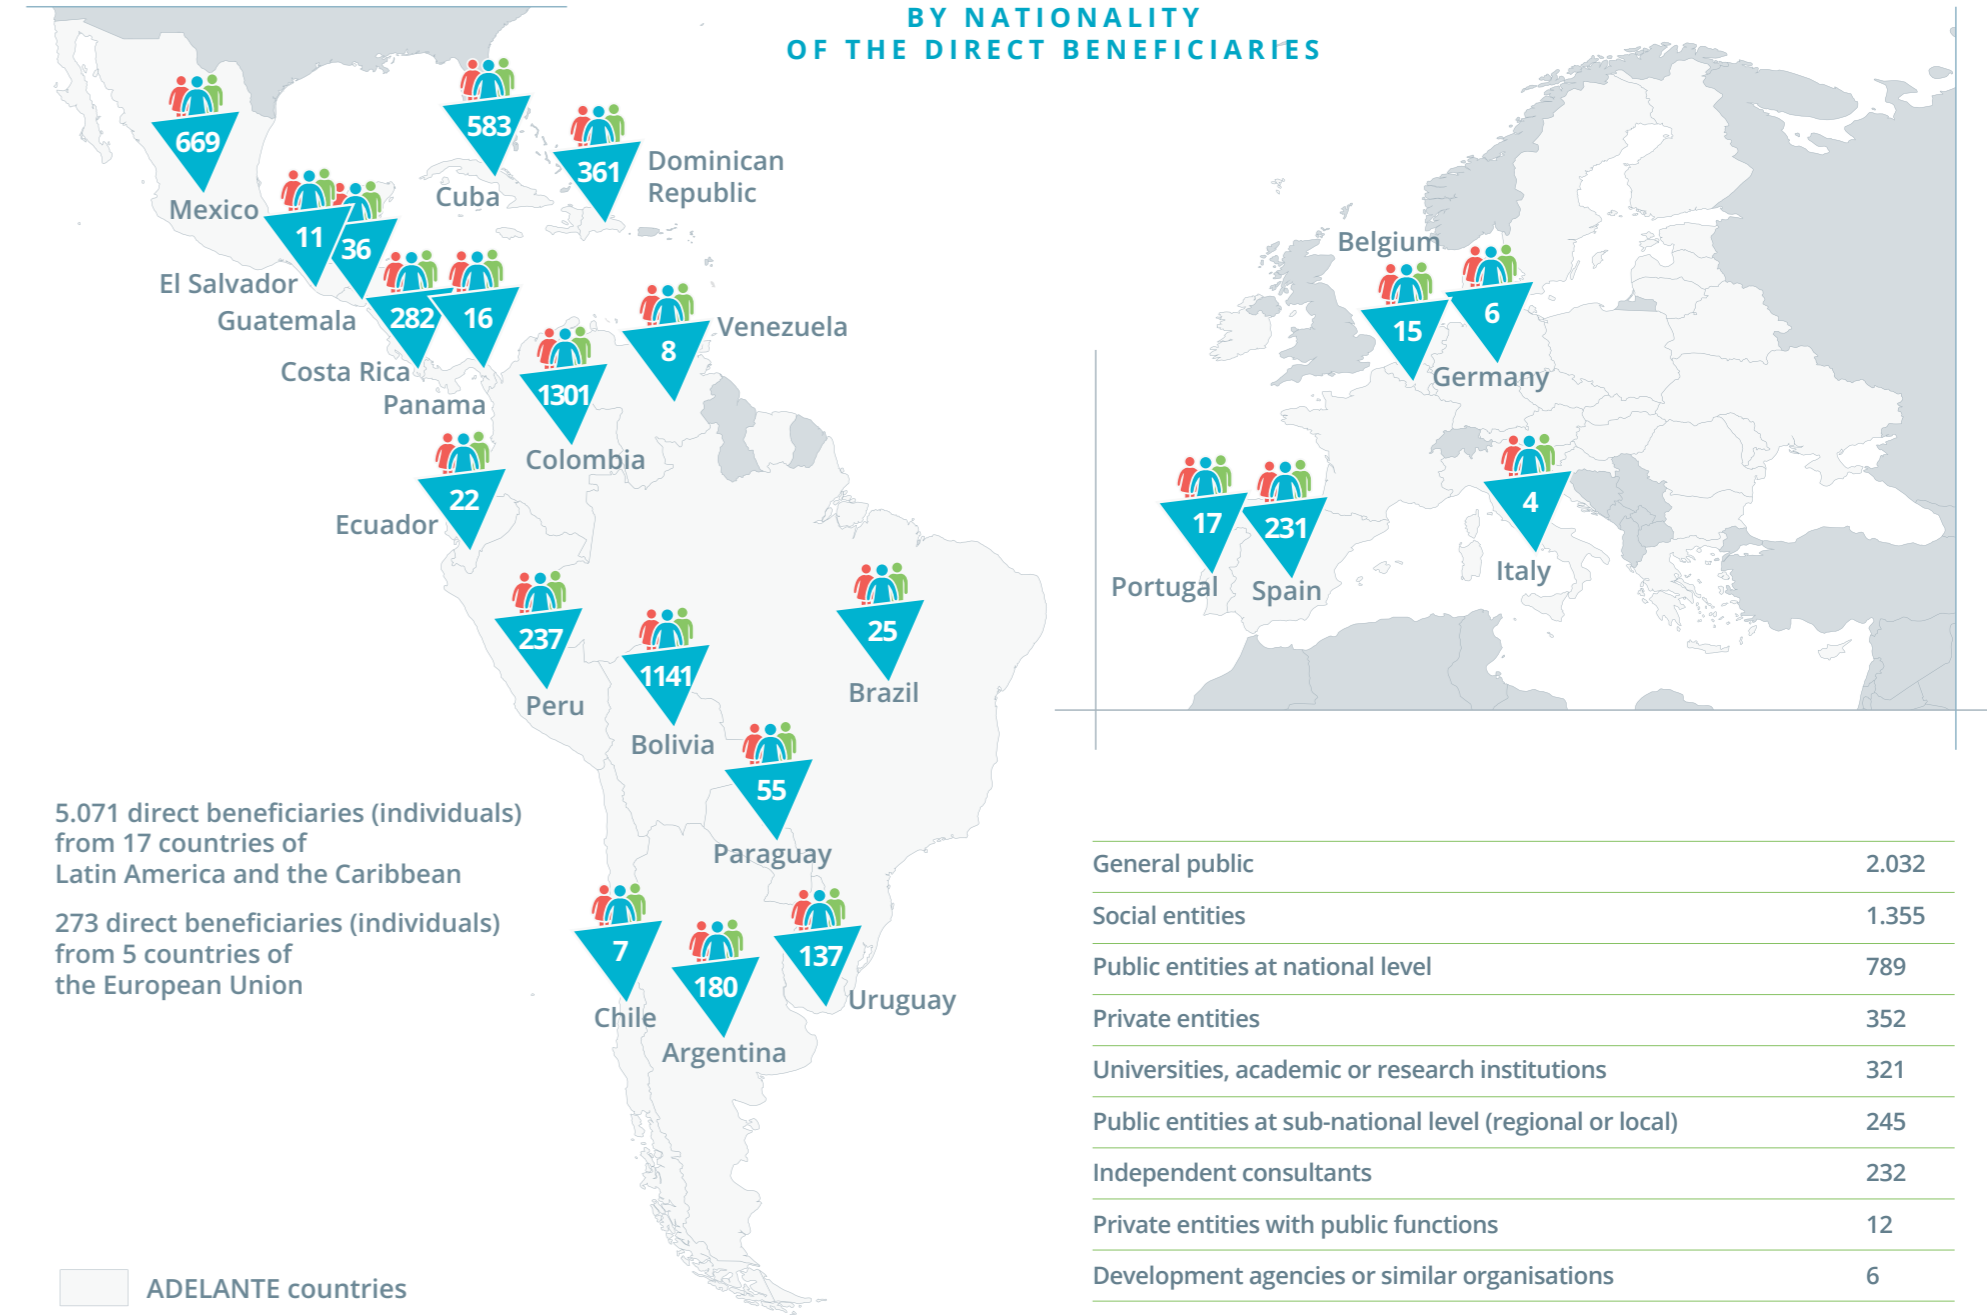 BY NATIONALITY
OF THE DIRECT BENEFICIARIES
669
Mexico
583
Cuba
361
Dominican
Republic
11
36
El Salvador
Guatemala
282
16
Costa Rica
Panama
8
Venezuela
1301
Colombia
22
Ecuador
237
Peru
1141
Bolivia
25
Brazil
55
Paraguay
7
Chile
180
Argentina
137
Uruguay
Belgium
15
6
Germany
17
Portugal
231
Spain
4
Italy
5.071 direct beneficiaries (individuals)
from 17 countries of
Latin America and the Caribbean
273 direct beneficiaries (individuals)
from 5 countries of
the European Union
ADELANTE countries
General public 2.032
Social entities 1.355
Public entities at national level 789
Private entities 352
Universities, academic or research institutions 321
Public entities at sub-national level (regional or local) 245
Independent consultants 232
Private entities with public functions 12
Development agencies or similar organisations 6